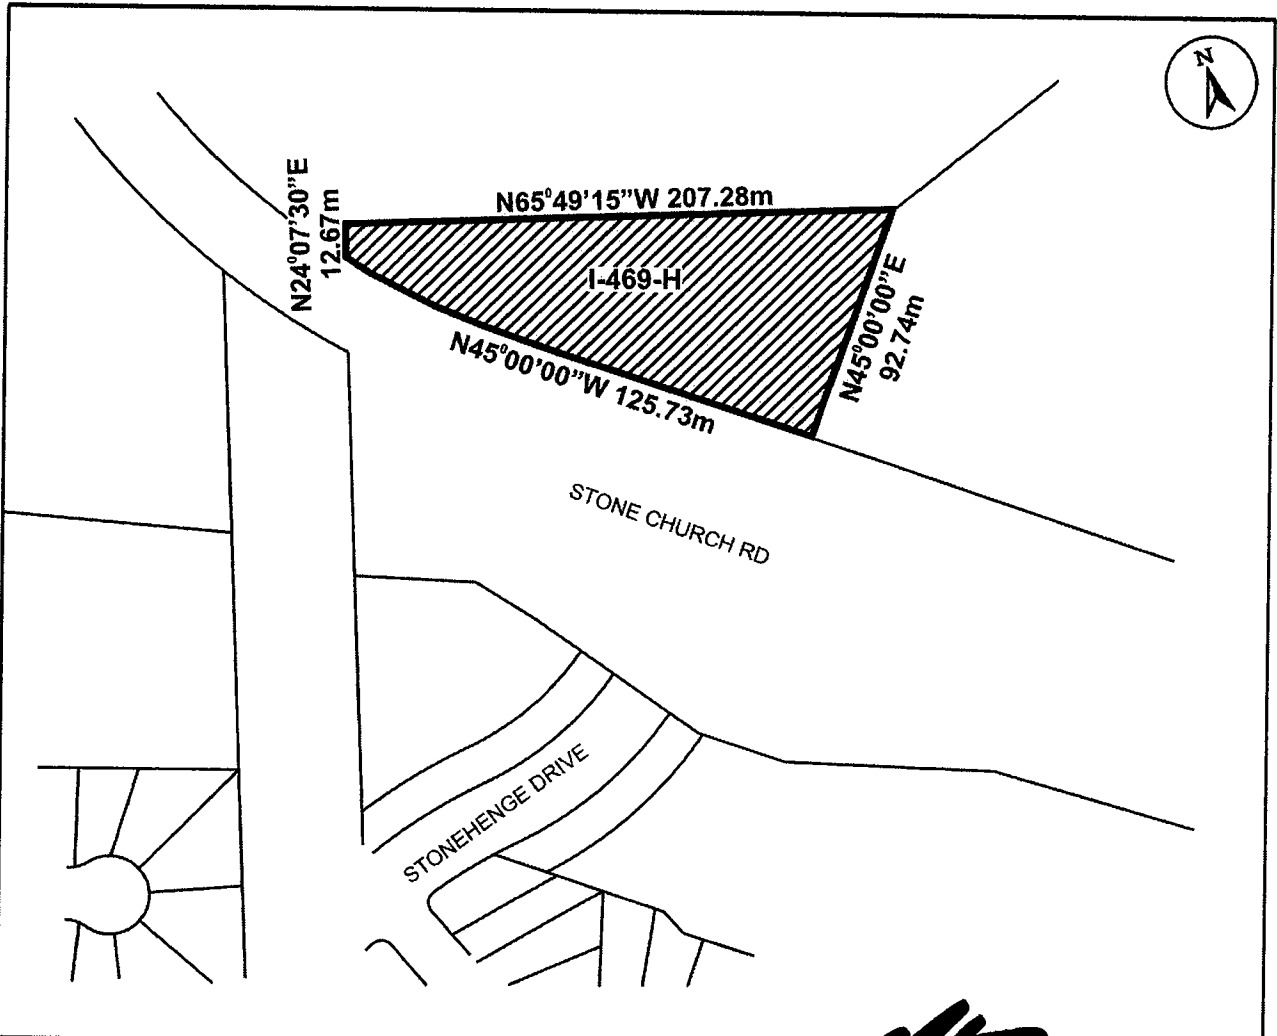 N
N65°49'15"W 207.28m
N24°07'30"E
12.67m
I-469-H
N45°00'00"E
92.74m
N45°00'00"W 125.73m
STONE CHURCH RD
STONEHENGE DRIVE